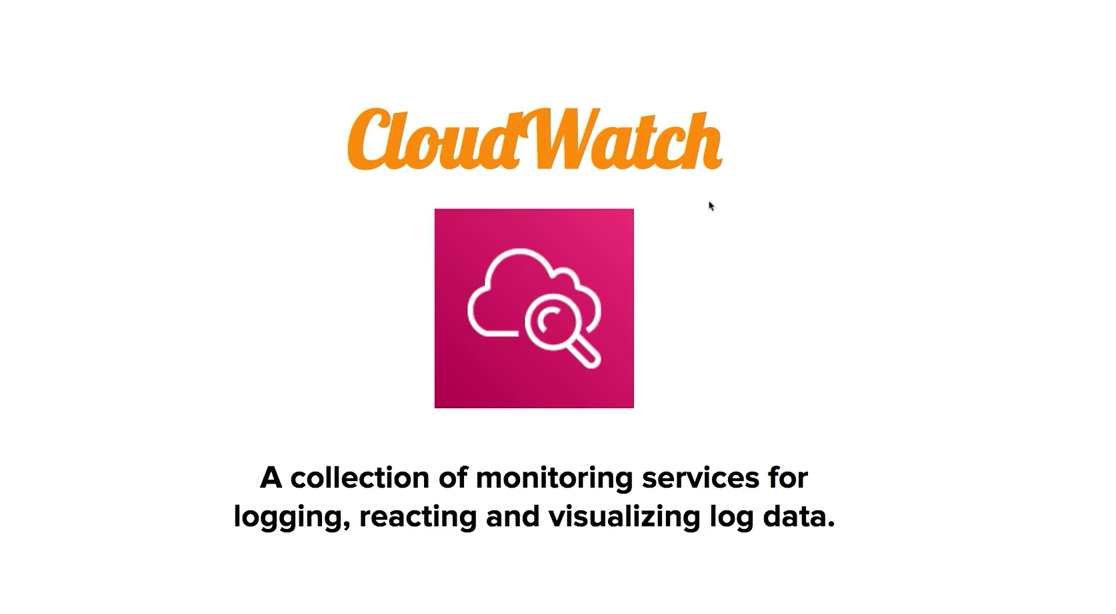 CloudWatch
A collection of monitoring services for
logging, reacting and visualizing log data.